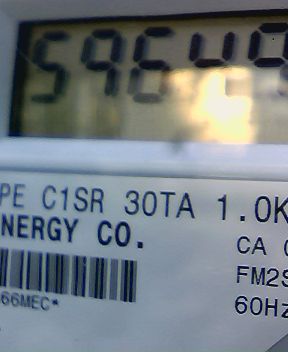 59649
PE C1SR 30TA 1.0K
NERGY CO.
CA
FM2S
66MEC*
60Hz